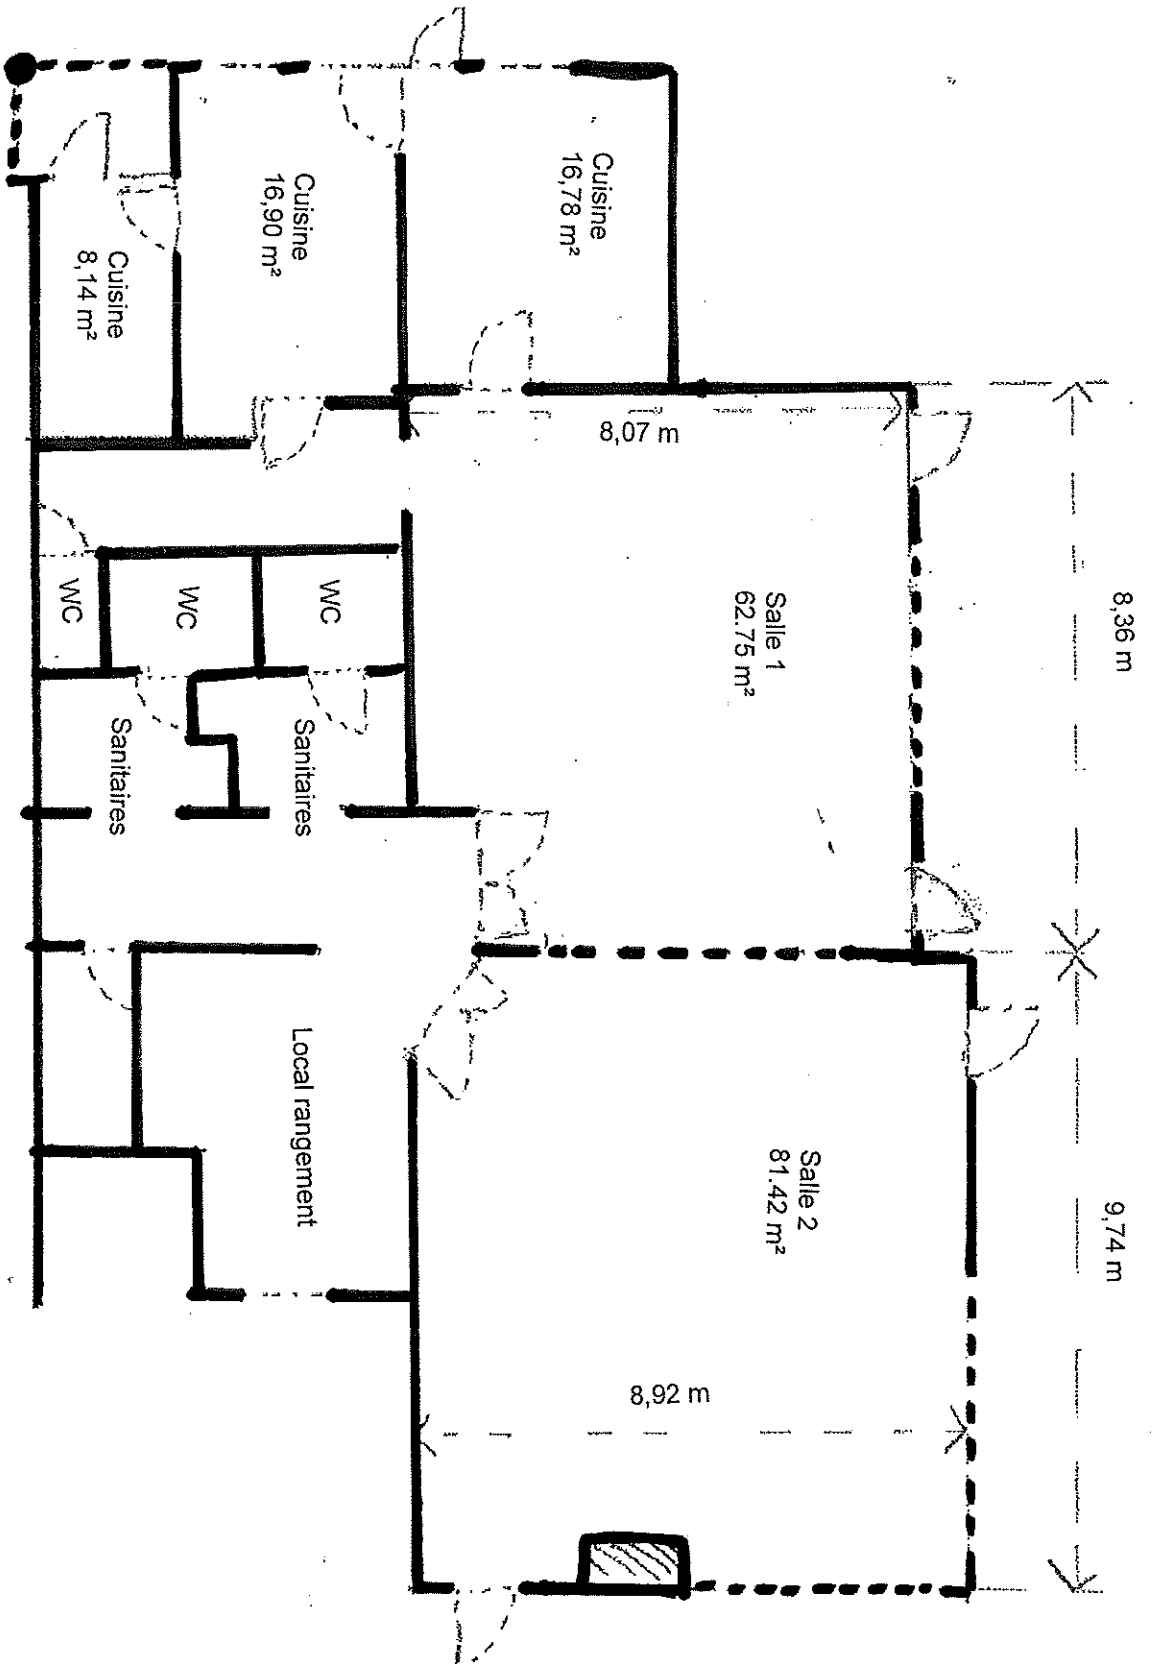 Cuisine
16,78 m²
Cuisine
16,90 m²
Cuisine
8,14 m²
8,07 m
8,36 m
Salle 1
62.75 m²
WC
WC
WC
Sanitaires
Sanitaires
Local rangement
Salle 2
81.42 m²
9,74 m
8,92 m